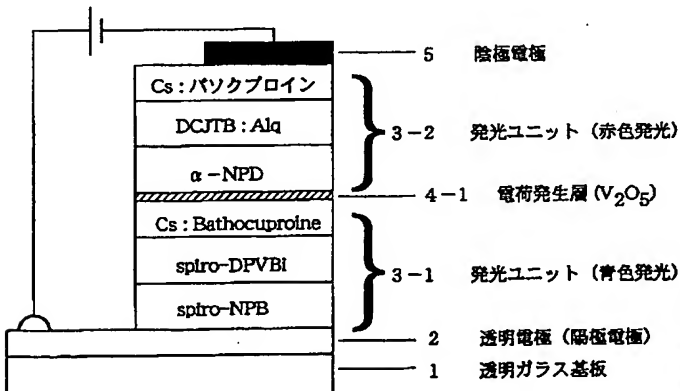 5 陰極電極
Cs:バソクプロイン
DCJTB:Alq
3-2 発光ユニット（赤色発光）
α-NPD
4-1 電荷発生層(V2O5)
Cs:Bathocuproine
spiro-DPVBi
3-1 発光ユニット（青色発光）
spiro-NPB
2 透明電極（陽極電極）
1 透明ガラス基板